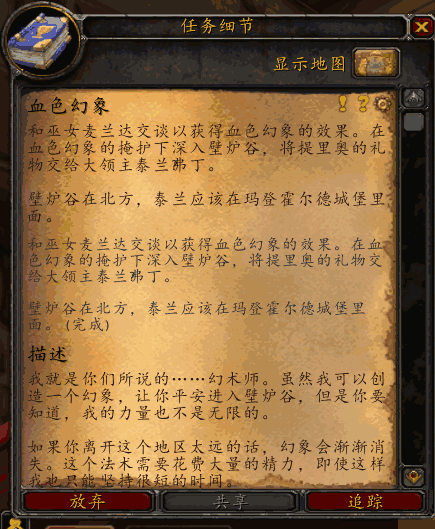 任务细节
显示地图
血色幻象
和巫女麦兰达交谈以获得血色幻象的效果。在
血色幻象的掩护下深入壁炉谷，将提里奥的礼
物交给大领主泰兰弗丁。
壁炉谷在北方，泰兰应该在玛登霍尔德城堡里
面。
和巫女麦兰达交谈以获得血色幻象的效果。在血
色幻象的掩护下深入壁炉谷，将提里奥的礼物交
给大领主泰兰弗丁。
壁炉谷在北方，泰兰应该在玛登霍尔德城堡里
面。(完成)
描述
我就是你们所说的……幻术师。虽然我可以创
造一个幻象，让你平安进入壁炉谷，但是你要
知道，我的力量也不是无限的。
如果你离开这个地区太远的话，幻象会渐渐消
失。这个法术需要花费大量的精力，即使这样
我也只能坚持很短的时间。
放弃
共享
追踪